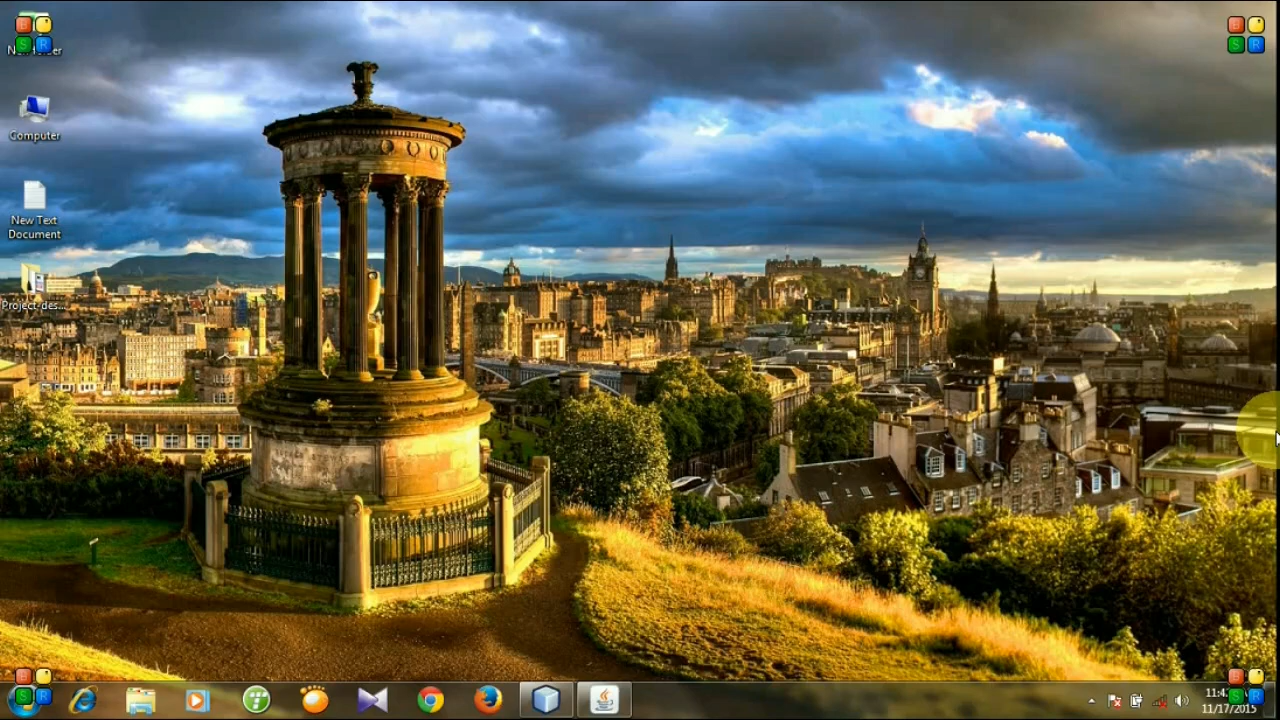 B
S R
B
S R
Computer
New Text
Document
Project-des...
B
S R
B
S R
11/17/2015